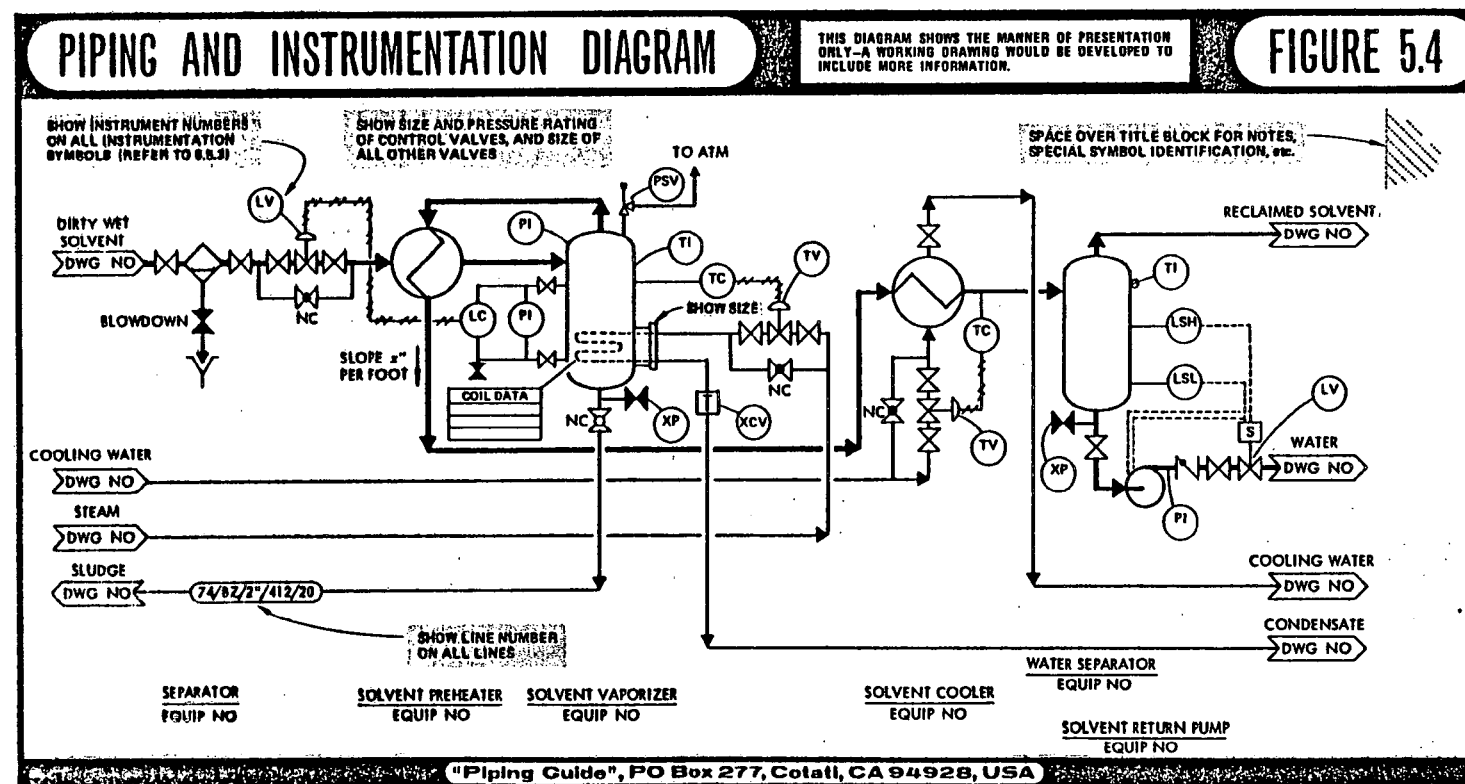 PIPING AND INSTRUMENTATION DIAGRAM
THIS DIAGRAM SHOWS THE MANNER OF PRESENTATION
ONLY—A WORKING DRAWING WOULD BE DEVELOPED TO
INCLUDE MORE INFORMATION.
FIGURE 5.4
SHOW INSTRUMENT NUMBERS
ON ALL INSTRUMENTATION
SYMBOLS (REFER TO 5.5.3)
SHOW SIZE AND PRESSURE RATING
OF CONTROL VALVES, AND SIZE OF
ALL OTHER VALVES
SPACE OVER TITLE BLOCK FOR NOTES,
SPECIAL SYMBOL IDENTIFICATION, etc.
TO ATM
PSV
LV
DIRTY WET
SOLVENT
DWG NO
PI
TI
TC
TV
RECLAIMED SOLVENT
DWG NO
TI
NC
BLOWDOWN
LC
PI
SHOW SIZE
TC
LSH
SLOPE x"
PER FOOT
COIL DATA
NC
LSL
NC
XP
XCV
NC
TV
LV
S
T
XP
PI
WATER
DWG NO
COOLING WATER
DWG NO
STEAM
DWG NO
SLUDGE
DWG NO
74/BZ/2"/412/20
COOLING WATER
DWG NO
SHOW LINE NUMBER
ON ALL LINES
CONDENSATE
DWG NO
SEPARATOR
EQUIP NO
SOLVENT PREHEATER
EQUIP NO
SOLVENT VAPORIZER
EQUIP NO
SOLVENT COOLER
EQUIP NO
WATER SEPARATOR
EQUIP NO
SOLVENT RETURN PUMP
EQUIP NO
"Piping Guide", PO Box 277, Cotati, CA 94928, USA